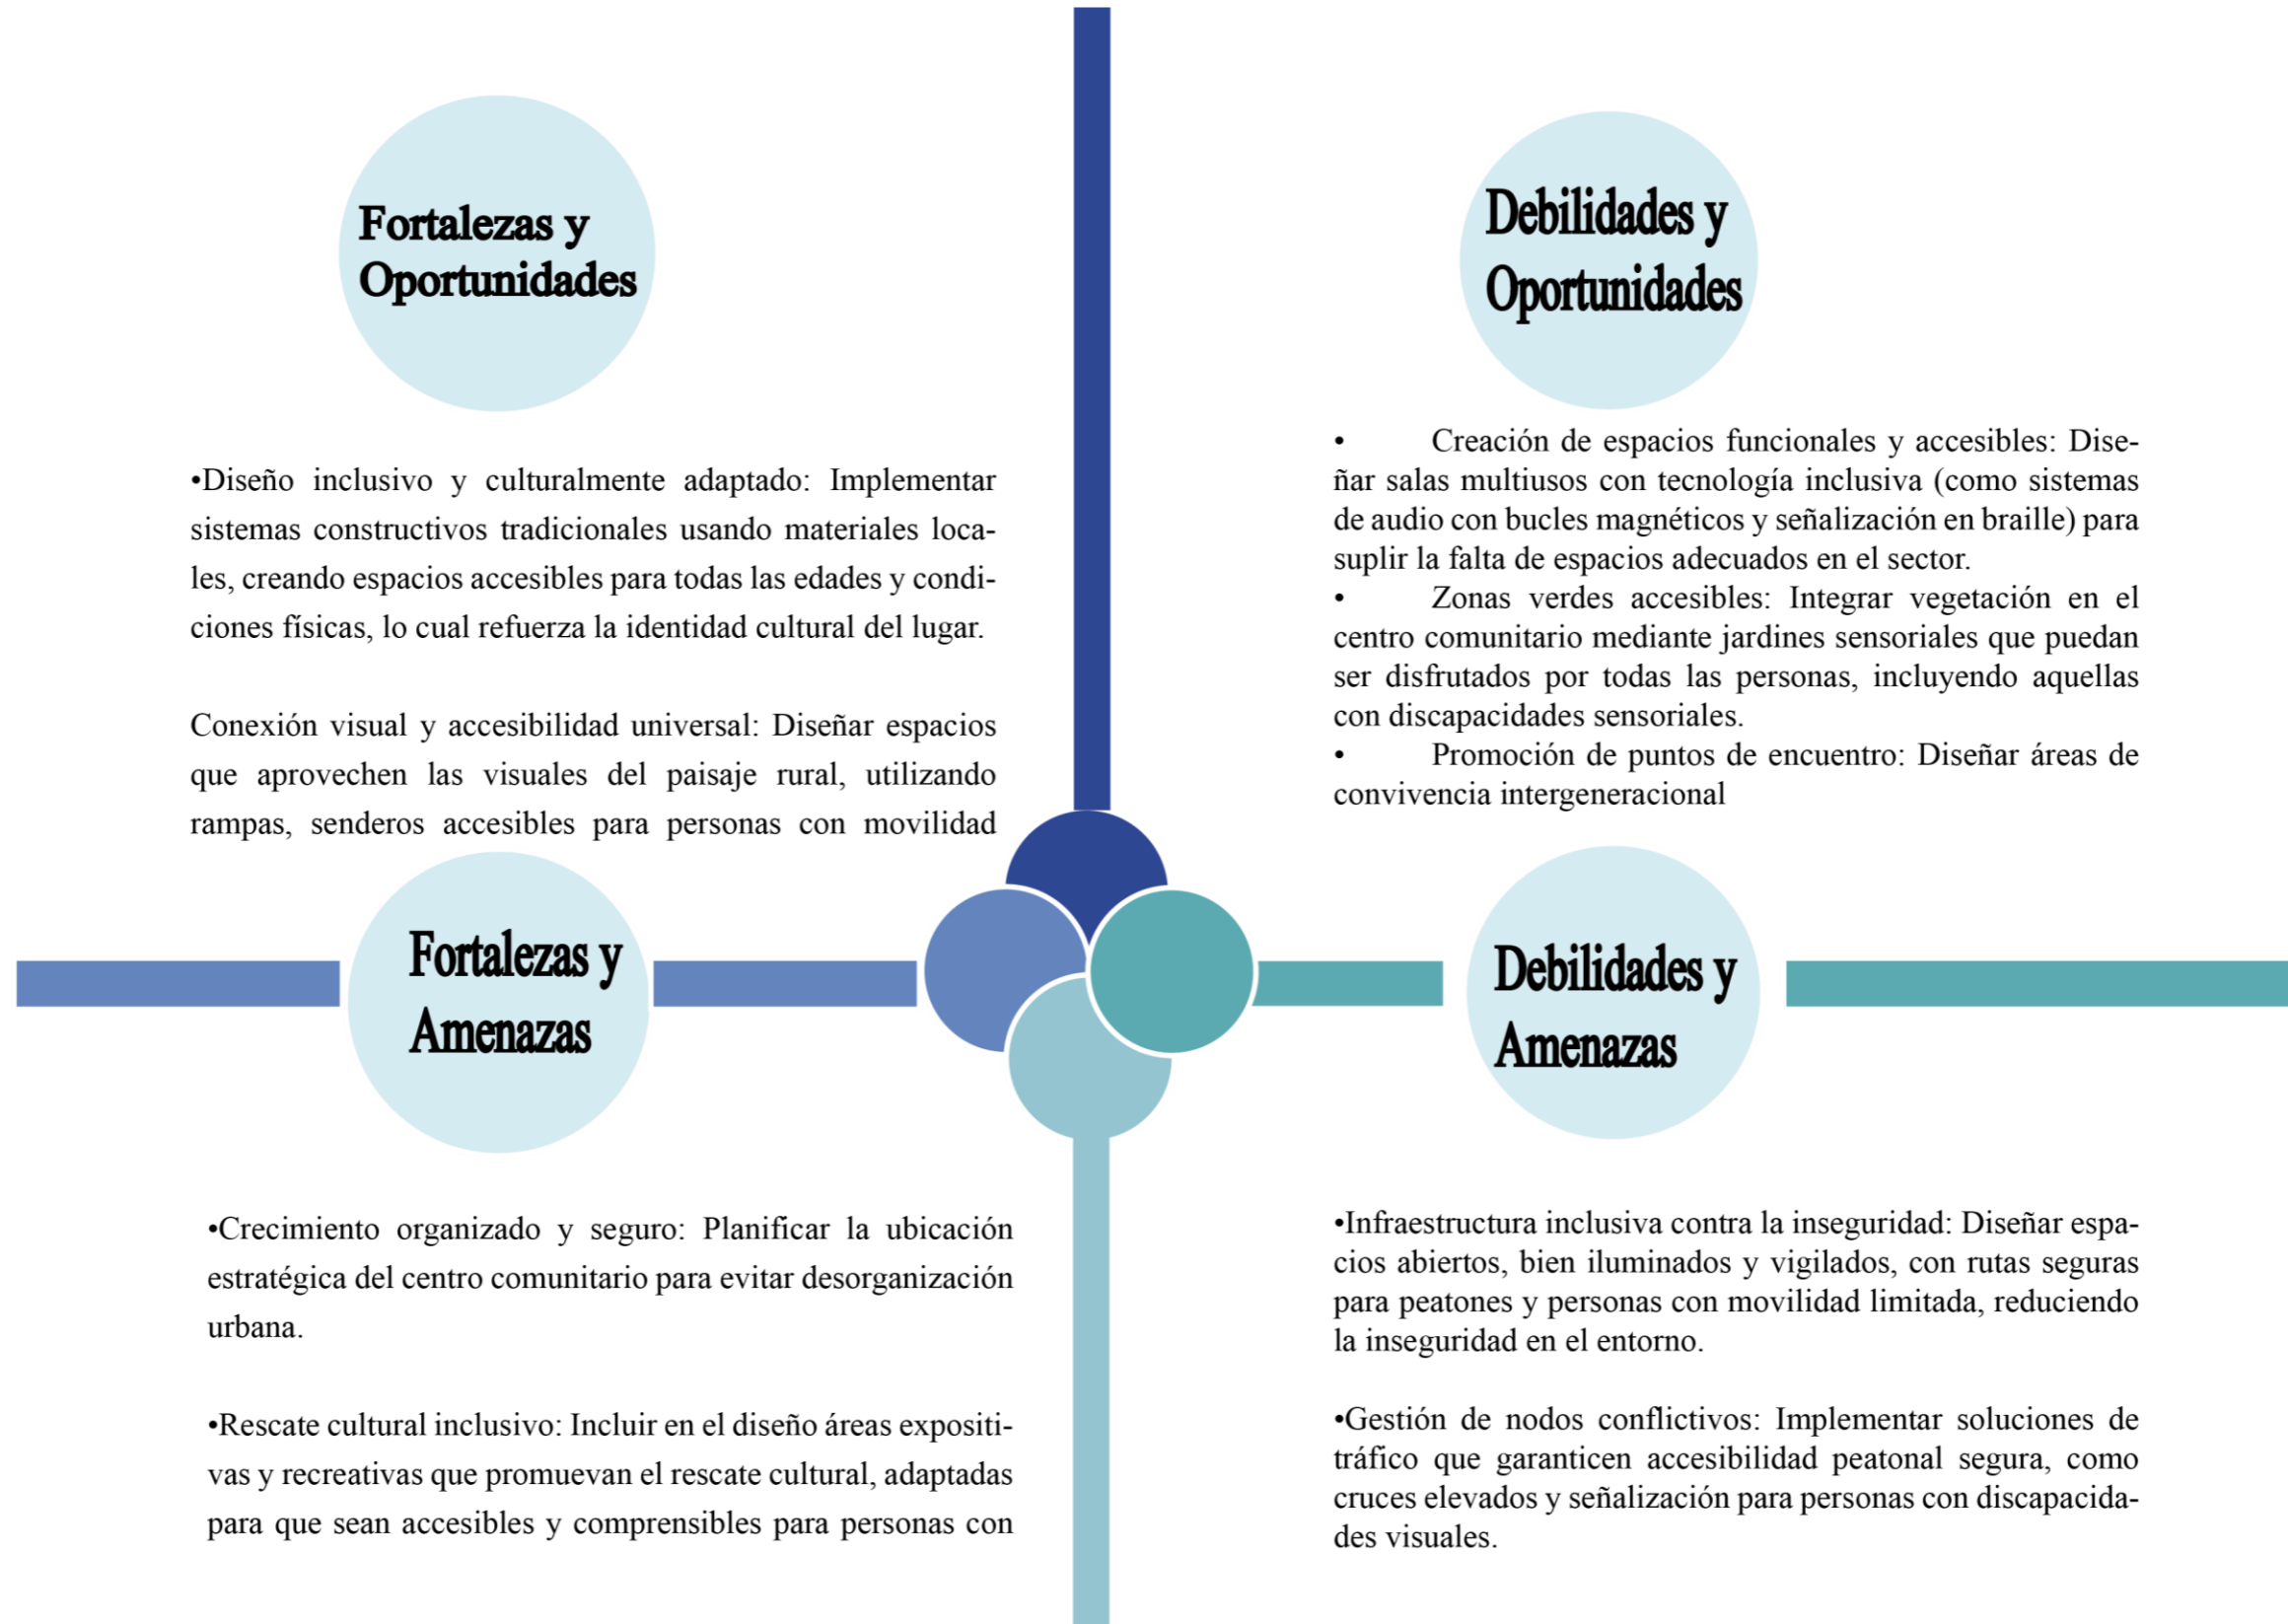 Fortalezas y
Oportunidades
•Diseño inclusivo y culturalmente adaptado: Implementar
sistemas constructivos tradicionales usando materiales loca-
les, creando espacios accesibles para todas las edades y condi-
ciones físicas, lo cual refuerza la identidad cultural del lugar.
Conexión visual y accesibilidad universal: Diseñar espacios
que aprovechen las visuales del paisaje rural, utilizando
rampas, senderos accesibles para personas con movilidad
Debilidades y
Oportunidades
• Creación de espacios funcionales y accesibles: Dise-
ñar salas multiusos con tecnología inclusiva (como sistemas
de audio con bucles magnéticos y señalización en braille) para
suplir la falta de espacios adecuados en el sector.
• Zonas verdes accesibles: Integrar vegetación en el
centro comunitario mediante jardines sensoriales que puedan
ser disfrutados por todas las personas, incluyendo aquellas
con discapacidades sensoriales.
• Promoción de puntos de encuentro: Diseñar áreas de
convivencia intergeneracional
Fortalezas y
Amenazas
•Crecimiento organizado y seguro: Planificar la ubicación
estratégica del centro comunitario para evitar desorganización
urbana.
•Rescate cultural inclusivo: Incluir en el diseño áreas expositi-
vas y recreativas que promuevan el rescate cultural, adaptadas
para que sean accesibles y comprensibles para personas con
Debilidades y
Amenazas
•Infraestructura inclusiva contra la inseguridad: Diseñar espa-
cios abiertos, bien iluminados y vigilados, con rutas seguras
para peatones y personas con movilidad limitada, reduciendo
la inseguridad en el entorno.
•Gestión de nodos conflictivos: Implementar soluciones de
tráfico que garanticen accesibilidad peatonal segura, como
cruces elevados y señalización para personas con discapacida-
des visuales.